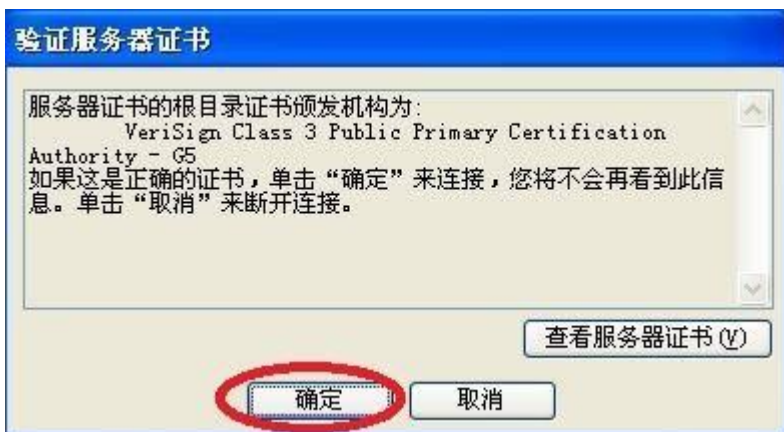 验证服务器证书
服务器证书的根目录证书颁发机构为:
VeriSign Class 3 Public Primary Certification
Authority - G5
如果这是正确的证书，单击“确定”来连接，您将不会再看到此信
息。单击“取消”来断开连接。
查看服务器证书(V)
确定
取消